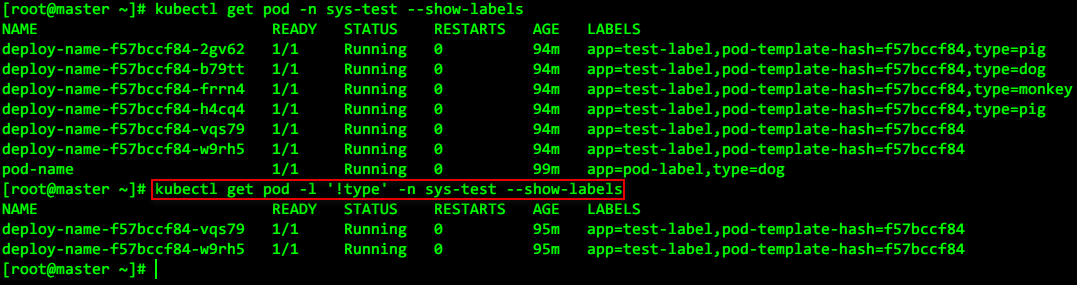 [root@master ~]# kubectl get pod -n sys-test --show-labels
NAME READY STATUS RESTARTS AGE LABELS
deploy-name-f57bccf84-2gv62 1/1 Running 0 94m app=test-label,pod-template-hash=f57bccf84,type=pig
deploy-name-f57bccf84-b79tt 1/1 Running 0 94m app=test-label,pod-template-hash=f57bccf84,type=dog
deploy-name-f57bccf84-frrn4 1/1 Running 0 94m app=test-label,pod-template-hash=f57bccf84,type=monkey
deploy-name-f57bccf84-h4cq4 1/1 Running 0 94m app=test-label,pod-template-hash=f57bccf84,type=pig
deploy-name-f57bccf84-vqs79 1/1 Running 0 94m app=test-label,pod-template-hash=f57bccf84
deploy-name-f57bccf84-w9rh5 1/1 Running 0 94m app=test-label,pod-template-hash=f57bccf84
pod-name 1/1 Running 0 99m app=pod-label,type=dog
[root@master ~]# kubectl get pod -l '!type' -n sys-test --show-labels
NAME READY STATUS RESTARTS AGE LABELS
deploy-name-f57bccf84-vqs79 1/1 Running 0 95m app=test-label,pod-template-hash=f57bccf84
deploy-name-f57bccf84-w9rh5 1/1 Running 0 95m app=test-label,pod-template-hash=f57bccf84
[root@master ~]#